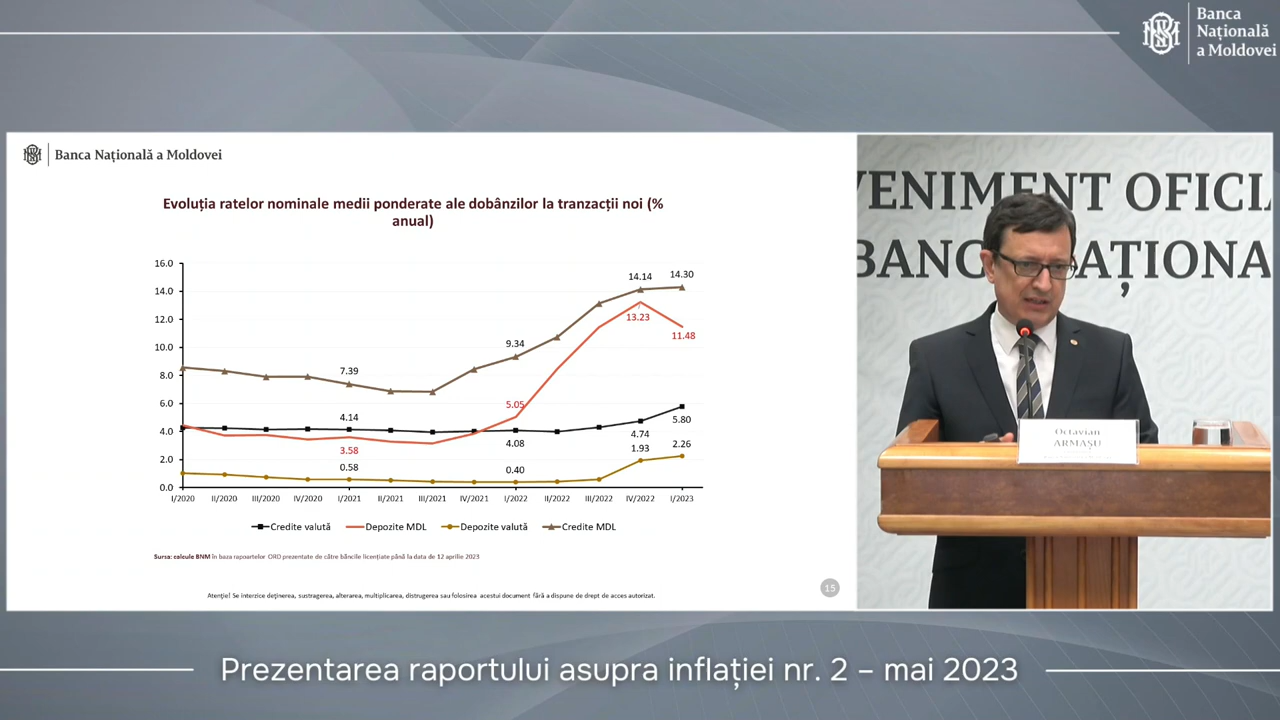 Banca
Națională
a Moldovei
Banca Națională a Moldovei
Evoluția ratelor nominale medii ponderate ale dobânzilor la tranzacții noi (%
anual)
16.0
14.0
12.0
10.0
8.0
6.0
4.0
2.0
0.0
14.14
14.30
13.23
11.48
9.34
7.39
5.05
4.14
3.58
0.58
4.08
0.40
4.74
1.93
5.80
2.26
I/2020 II/2020 III/2020 IV/2020 I/2021 II/2021 III/2021 IV/2021 I/2022 II/2022 III/2022 IV/2022 I/2023
Credite valută Depozite MDL Depozite valută Credite MDL
Sursa: calcule BNM în baza rapoartelor ORD prezentate de către băncile licențiate până la data de 12 aprilie 2023
Atenție! Se interzice deținerea, sustragerea, alterarea, multiplicarea, distrugerea sau folosirea acestui document fără a dispune de drept de acces autorizat.
15
VENIMENT OFICI
BANC AȚIONA
Octavian
ARMAȘU
Prezentarea raportului asupra inflației nr. 2 – mai 2023